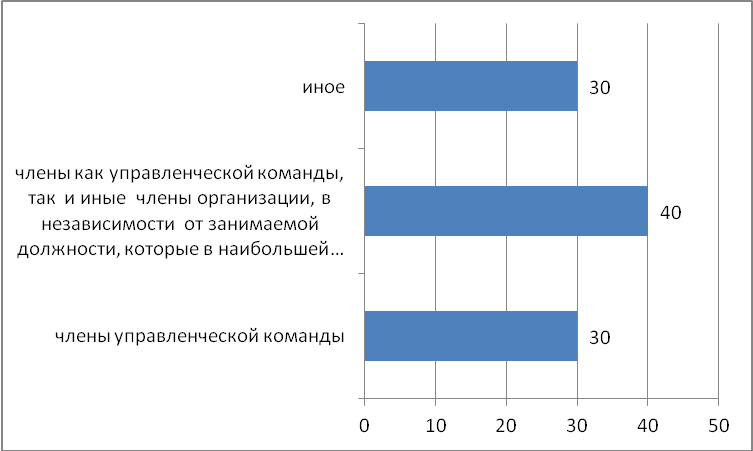 иное
30
члены как управленческой команды,
так и иные члены организации, в
независимости от занимаемой
должности, которые в наибольшей...
40
члены управленческой команды
30
0 10 20 30 40 50